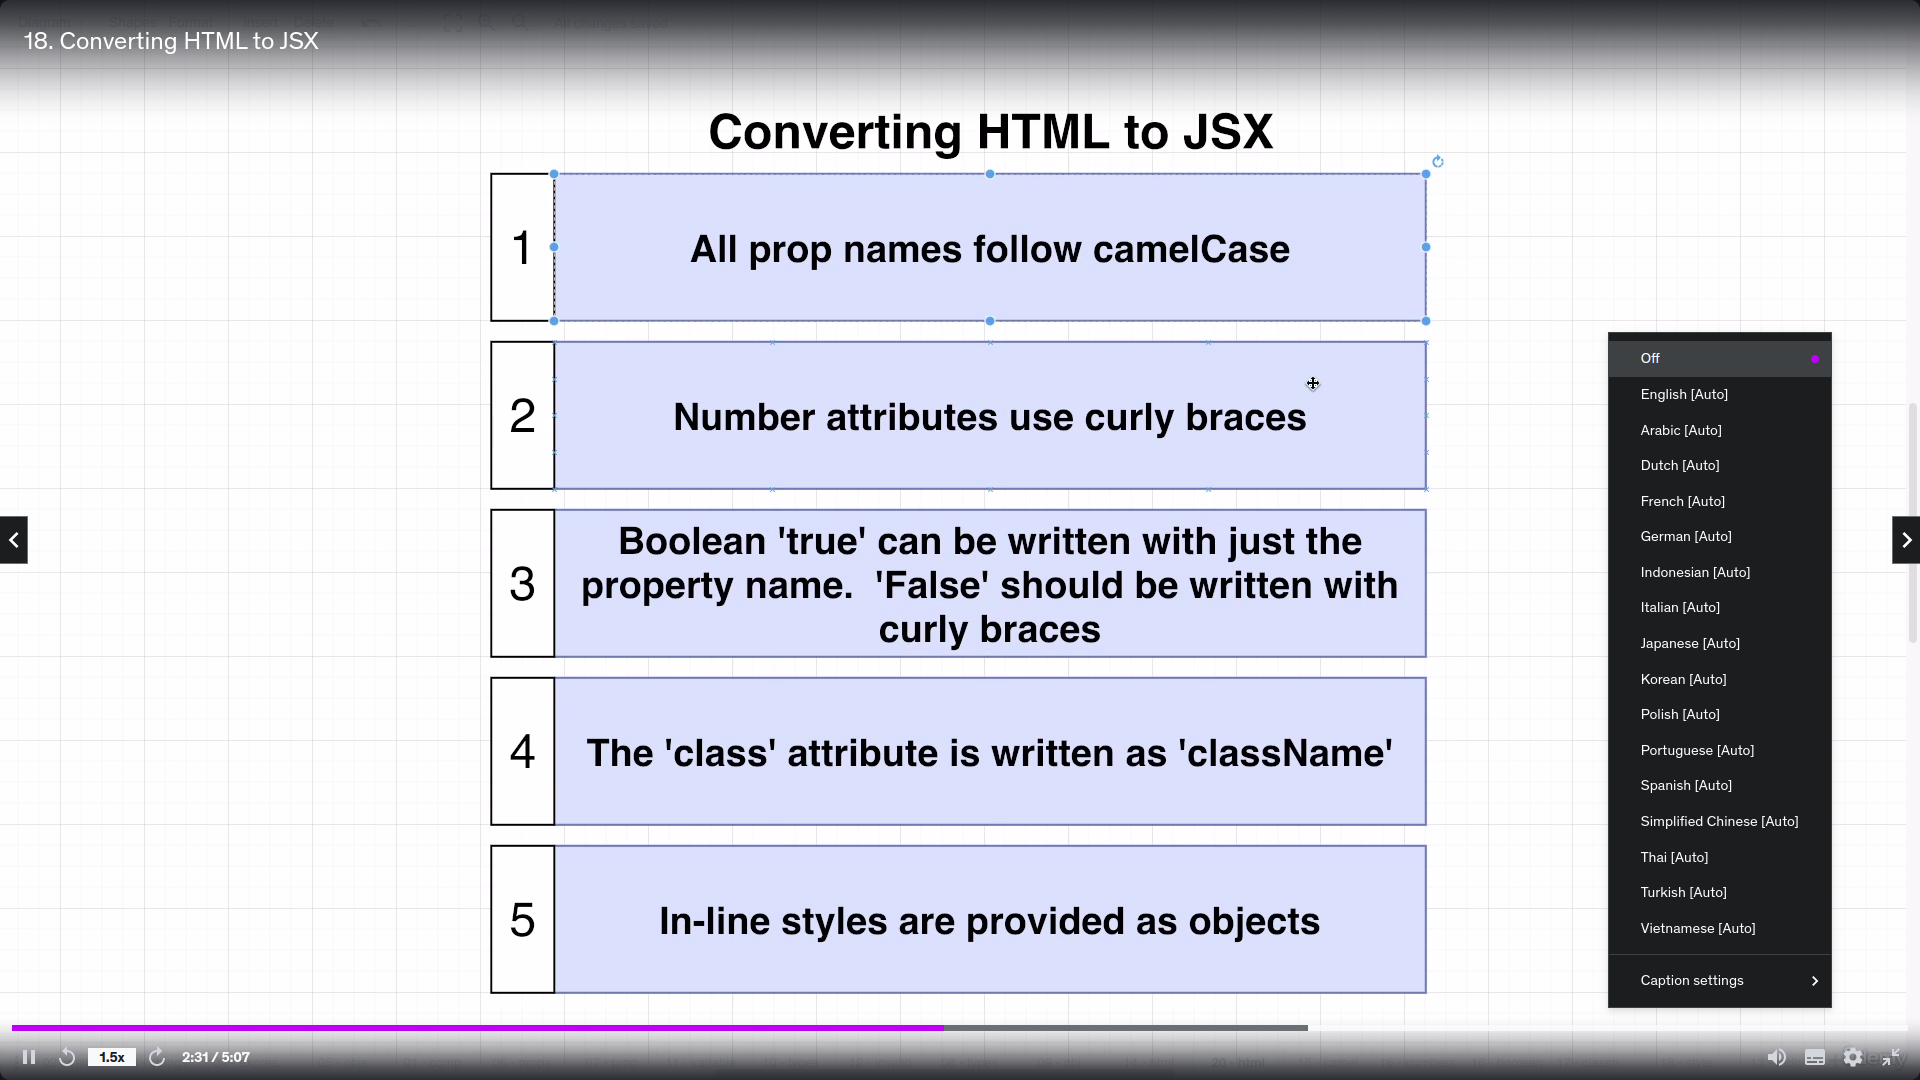 18. Converting HTML to JSX
Converting HTML to JSX
1
All prop names follow camelCase
2
Number attributes use curly braces
3
Boolean 'true' can be written with just the
property name.  'False' should be written with
curly braces
4
The 'class' attribute is written as 'className'
5
In-line styles are provided as objects
Off
English [Auto]
Arabic [Auto]
Dutch [Auto]
French [Auto]
German [Auto]
Indonesian [Auto]
Italian [Auto]
Japanese [Auto]
Korean [Auto]
Polish [Auto]
Portuguese [Auto]
Spanish [Auto]
Simplified Chinese [Auto]
Thai [Auto]
Turkish [Auto]
Vietnamese [Auto]
Caption settings
1.5x
2:31 / 5:07